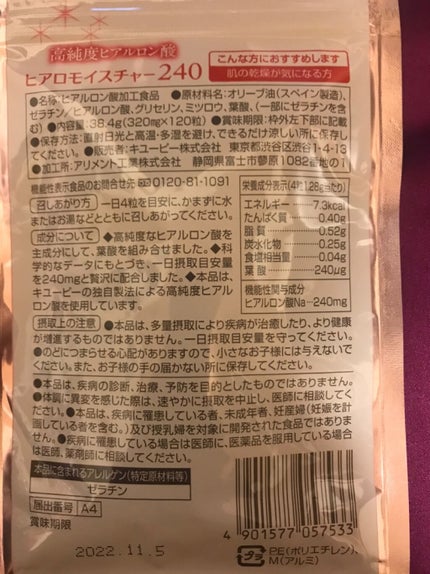 高純度ヒアルロン酸
ヒアロモイスチャー240
こんな方におすすめします
肌の乾燥が気になる方
●名称:ヒアルロン酸加工食品 ●原材料名:オリーブ油(スペイン製造)、
ゼラチン/ヒアルロン酸、グリセリン、ミツロウ、葉酸、(一部にゼラチンを含
む) ●内容量:38.4g(320mg×120粒) ●賞味期限:枠外左下部に記載
●保存方法:直射日光と高温・多湿を避け、できるだけ涼しい所に保存し
てください。●販売者:キユーピー株式会社 東京都渋谷区渋谷1-4-13
●加工所:アリメント工業株式会社 静岡県富士市蓼原1082番地の1
機能性表示食品のお問合せ先 0120-81-1091
召しあがり方 一日4粒を目安に、かまずに水
またはお湯などとともに召しあがってください。
成分について ◆高純度なヒアルロン酸を
主成分にして、葉酸を組み合せました。◆科
学的なデータにもとづき、一日摂取目安量
を240mgと贅沢に配合しました。◆本品は、
キユーピーの独自製法による高純度ヒアル
ロン酸を使用しています。
栄養成分表示(4粒1.28gあたり)
エネルギー 7.3kcal
たんぱく質 0.40g
脂質 0.52g
炭水化物 0.25g
食塩相当量 0.04g
葉酸 240μg
機能性関与成分
ヒアルロン酸Na 240mg
摂取上の注意 ●本品は、多量摂取により疾病が治癒したり、より健康
が増進するものではありません。一日摂取目安量を守ってください。
●のどにつまらせる心配がありますので、小さなお子様には与えないで
ください。また、お子様の手の届かない所に保存してください。
●本品は、疾病の診断、治療、予防を目的としたものではありません。
●体質に異変を感じた際は、速やかに摂取を中止し、医師に相談してく
ださい。●本品は、疾病に罹患している者、未成年者、妊産婦(妊娠を計
画している者を含む。)及び授乳婦を対象に開発された食品ではありま
せん。●疾病に罹患している場合は医師に、医薬品を服用している場合
は医師、薬剤師に相談してください。
本品に含まれるアレルゲン(特定原材料等)
ゼラチン
届出番号 A4
賞味期限
2022.11.5
4 901577 057533
プラ
PE(ポリエチレン)、
M(アルミ)